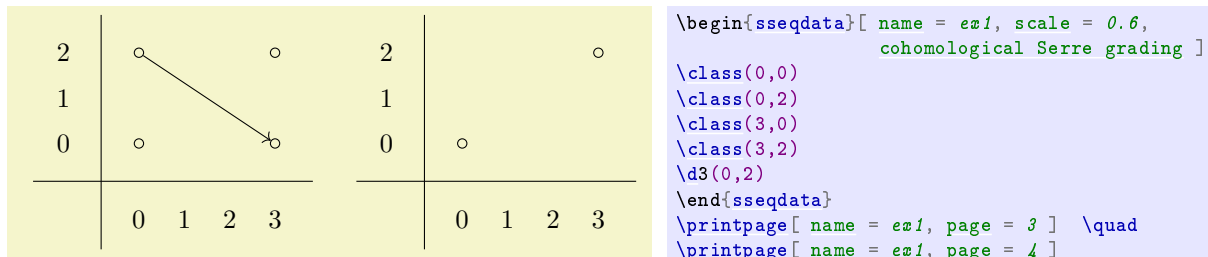 2 2
1 1
0 0
0 1 2 3 0 1 2 3
\begin{sseqdata}[ name = ex1, scale = 0.6,
cohomological Serre grading ]
\class(0,0)
\class(0,2)
\class(3,0)
\class(3,2)
\d3(0,2)
\end{sseqdata}
\printpage[ name = ex1, page = 3 ] \quad
\printpage[ name = ex1, page = 4 ]